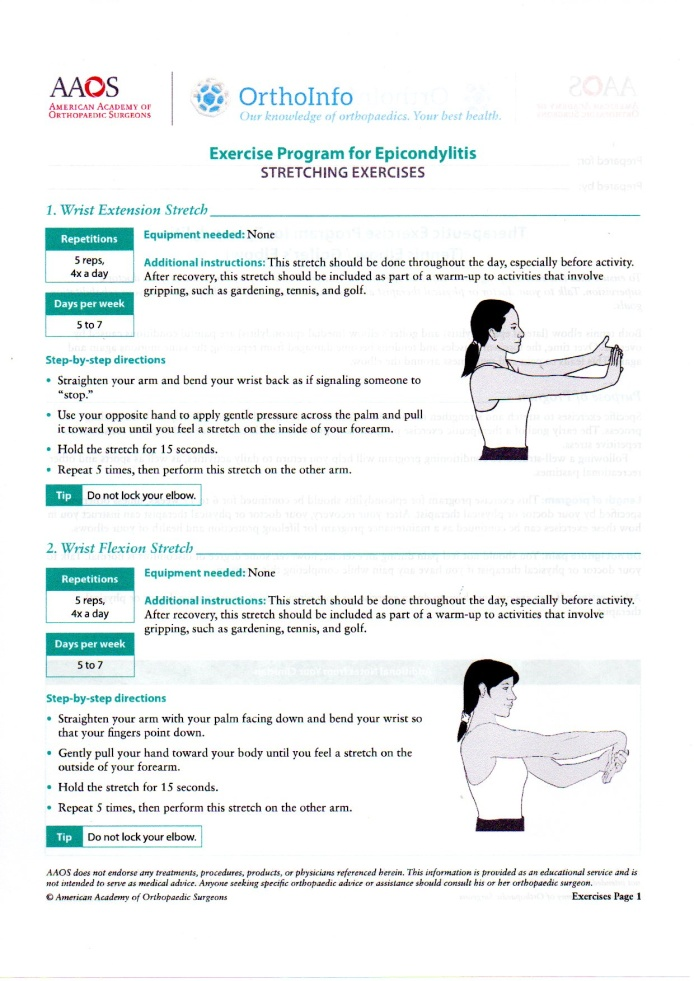 AAOS
AMERICAN ACADEMY OF
ORTHOPAEDIC SURGEONS
OrthoInfo
Our knowledge of orthopaedics. Your best health.
Exercise Program for Epicondylitis
STRETCHING EXERCISES
1. Wrist Extension Stretch
Repetitions
5 reps,
4x a day
Days per week
5 to 7
Equipment needed: None
Additional instructions: This stretch should be done throughout the day, especially before activity.
After recovery, this stretch should be included as part of a warm-up to activities that involve
gripping, such as gardening, tennis, and golf.
Step-by-step directions
• Straighten your arm and bend your wrist back as if signaling someone to
“stop.”
• Use your opposite hand to apply gentle pressure across the palm and pull
it toward you until you feel a stretch on the inside of your forearm.
• Hold the stretch for 15 seconds.
• Repeat 5 times, then perform this stretch on the other arm.
Tip Do not lock your elbow.
2. Wrist Flexion Stretch
Repetitions
5 reps,
4x a day
Days per week
5 to 7
Equipment needed: None
Additional instructions: This stretch should be done throughout the day, especially before activity.
After recovery, this stretch should be included as part of a warm-up to activities that involve
gripping, such as gardening, tennis, and golf.
Step-by-step directions
• Straighten your arm with your palm facing down and bend your wrist so
that your fingers point down.
• Gently pull your hand toward your body until you feel a stretch on the
outside of your forearm.
• Hold the stretch for 15 seconds.
• Repeat 5 times, then perform this stretch on the other arm.
Tip Do not lock your elbow.
AAOS does not endorse any treatments, procedures, products, or physicians referenced herein. This information is provided as an educational service and is
not intended to serve as medical advice. Anyone seeking specific orthopaedic advice or assistance should consult his or her orthopaedic surgeon.
© American Academy of Orthopaedic Surgeons
Exercises Page 1